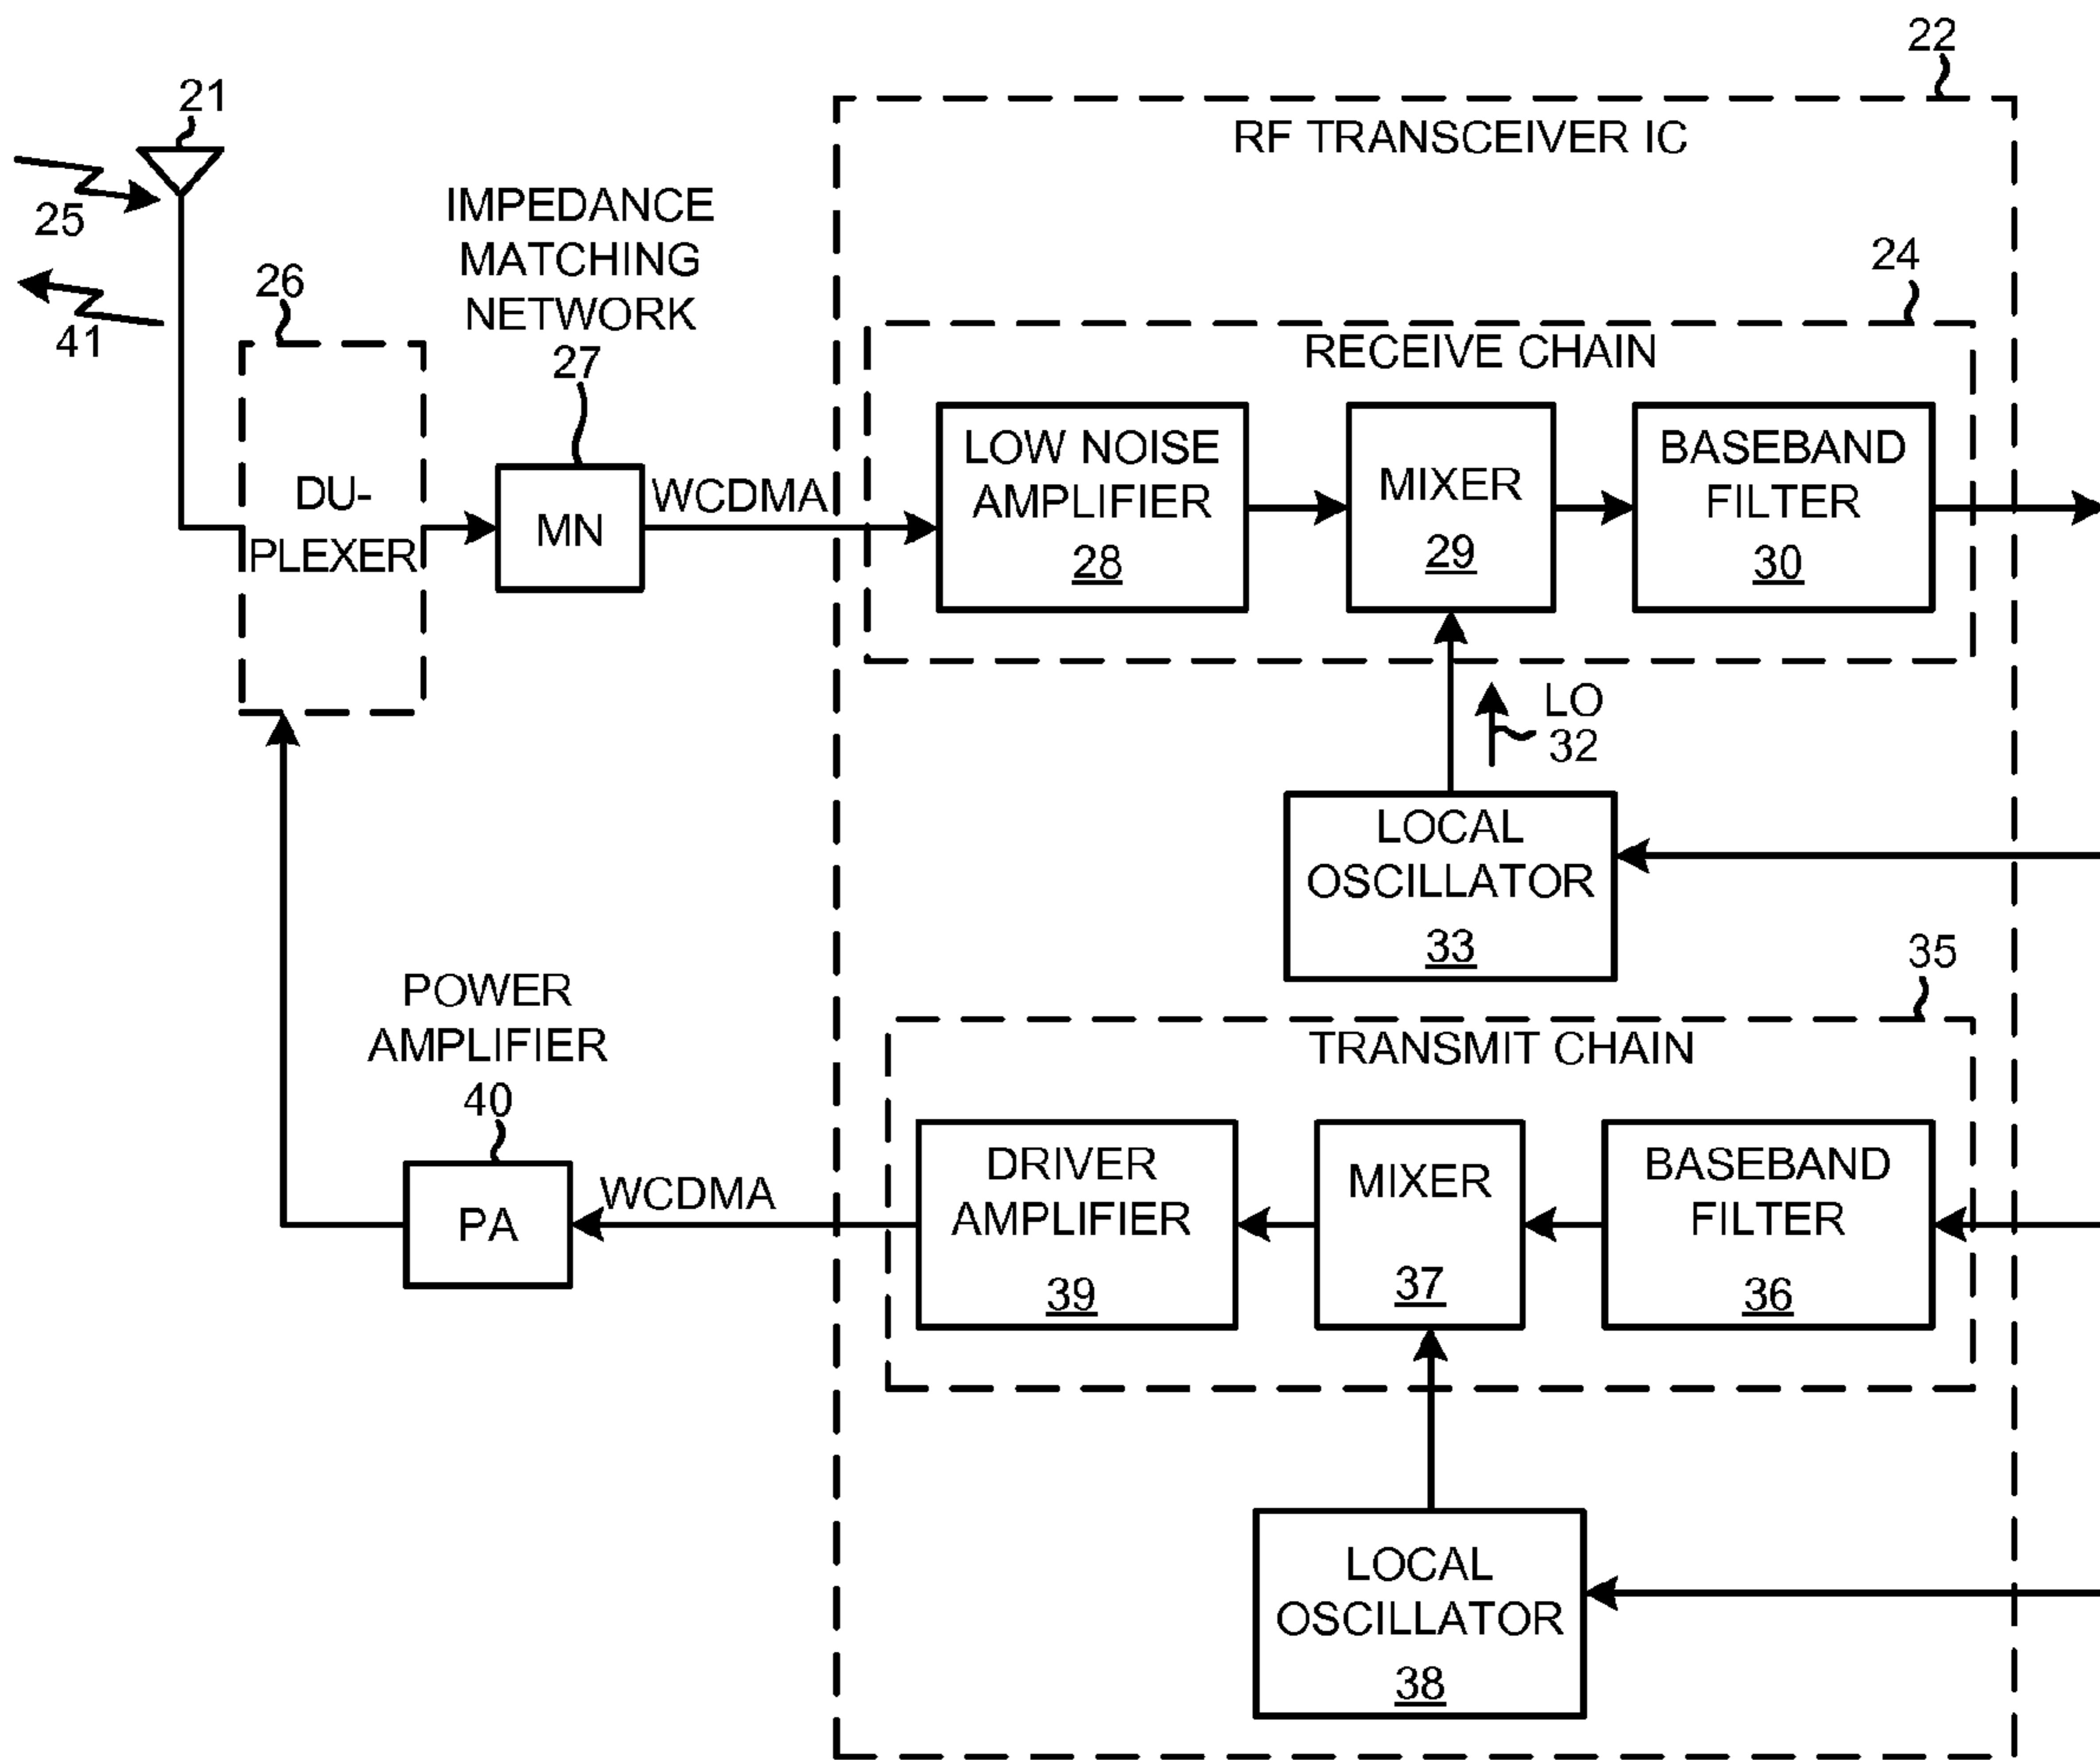 22
RF TRANSCEIVER IC
21
25
41
26
DU-
PLEXER
IMPEDANCE
MATCHING
NETWORK
27
MN
WCDMA
24
RECEIVE CHAIN
LOW NOISE
AMPLIFIER
28
MIXER
29
BASEBAND
FILTER
30
LO
32
LOCAL
OSCILLATOR
33
35
TRANSMIT CHAIN
POWER
AMPLIFIER
40
PA
WCDMA
DRIVER
AMPLIFIER
39
MIXER
37
BASEBAND
FILTER
36
LOCAL
OSCILLATOR
38